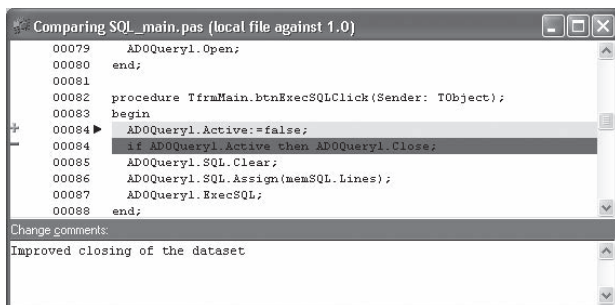 Comparing SQL_main.pas (local file against 1.0)
00079 ADOQuery1.Open;
00080 end;
00081
00082 procedure TfrmMain.btnExecSQLClick(Sender: TObject);
00083 begin
+ 00084 ADOQuery1.Active:=false;
- 00084 if ADOQuery1.Active then ADOQuery1.Close;
00085 ADOQuery1.SQL.Clear;
00086 ADOQuery1.SQL.Assign(memSQL.Lines);
00087 ADOQuery1.ExecSQL;
00088 end;
Change comments:
Improved closing of the dataset